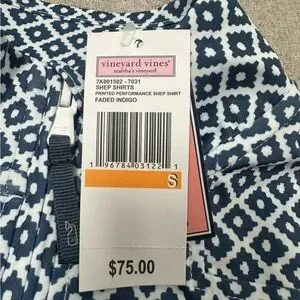 vineyard vines®
martha's vineyard
7K001502 - 7031
SHEP SHIRTS
PRINTED PERFORMANCE SHEP SHIRT
FADED INDIGO
1 96784 03122 1
S
$75.00